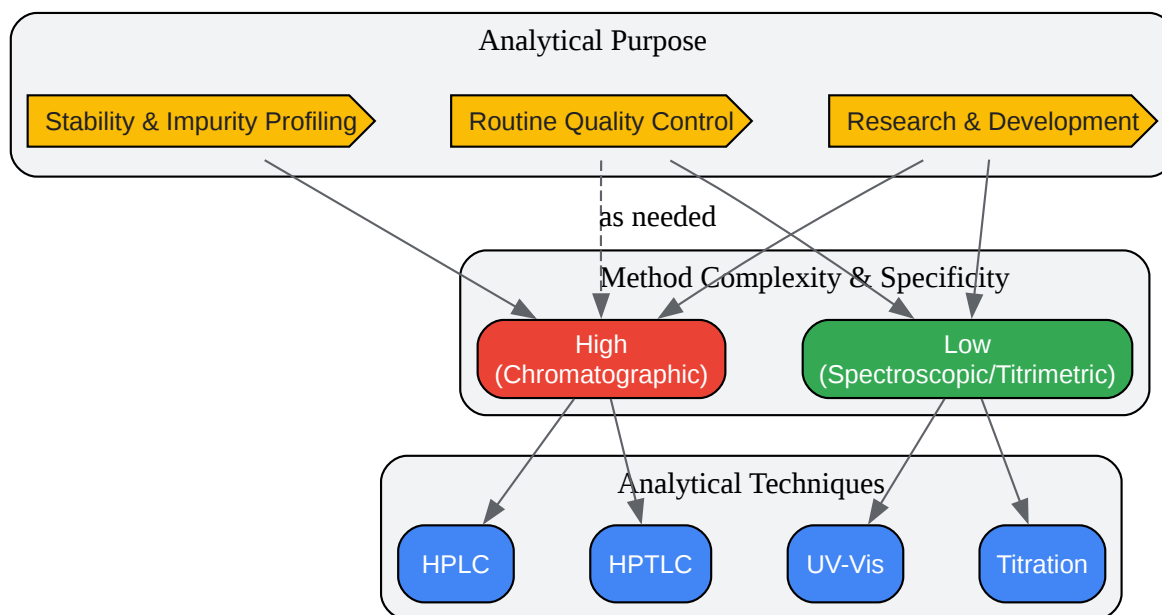 Analytical Purpose
Stability & Impurity Profiling
Routine Quality Control
Research & Development
as needed
Method Complexity & Specificity
High
(Chromatographic)
Low
(Spectroscopic/Titrimetric)
Analytical Techniques
HPLC
HPTLC
UV-Vis
Titration